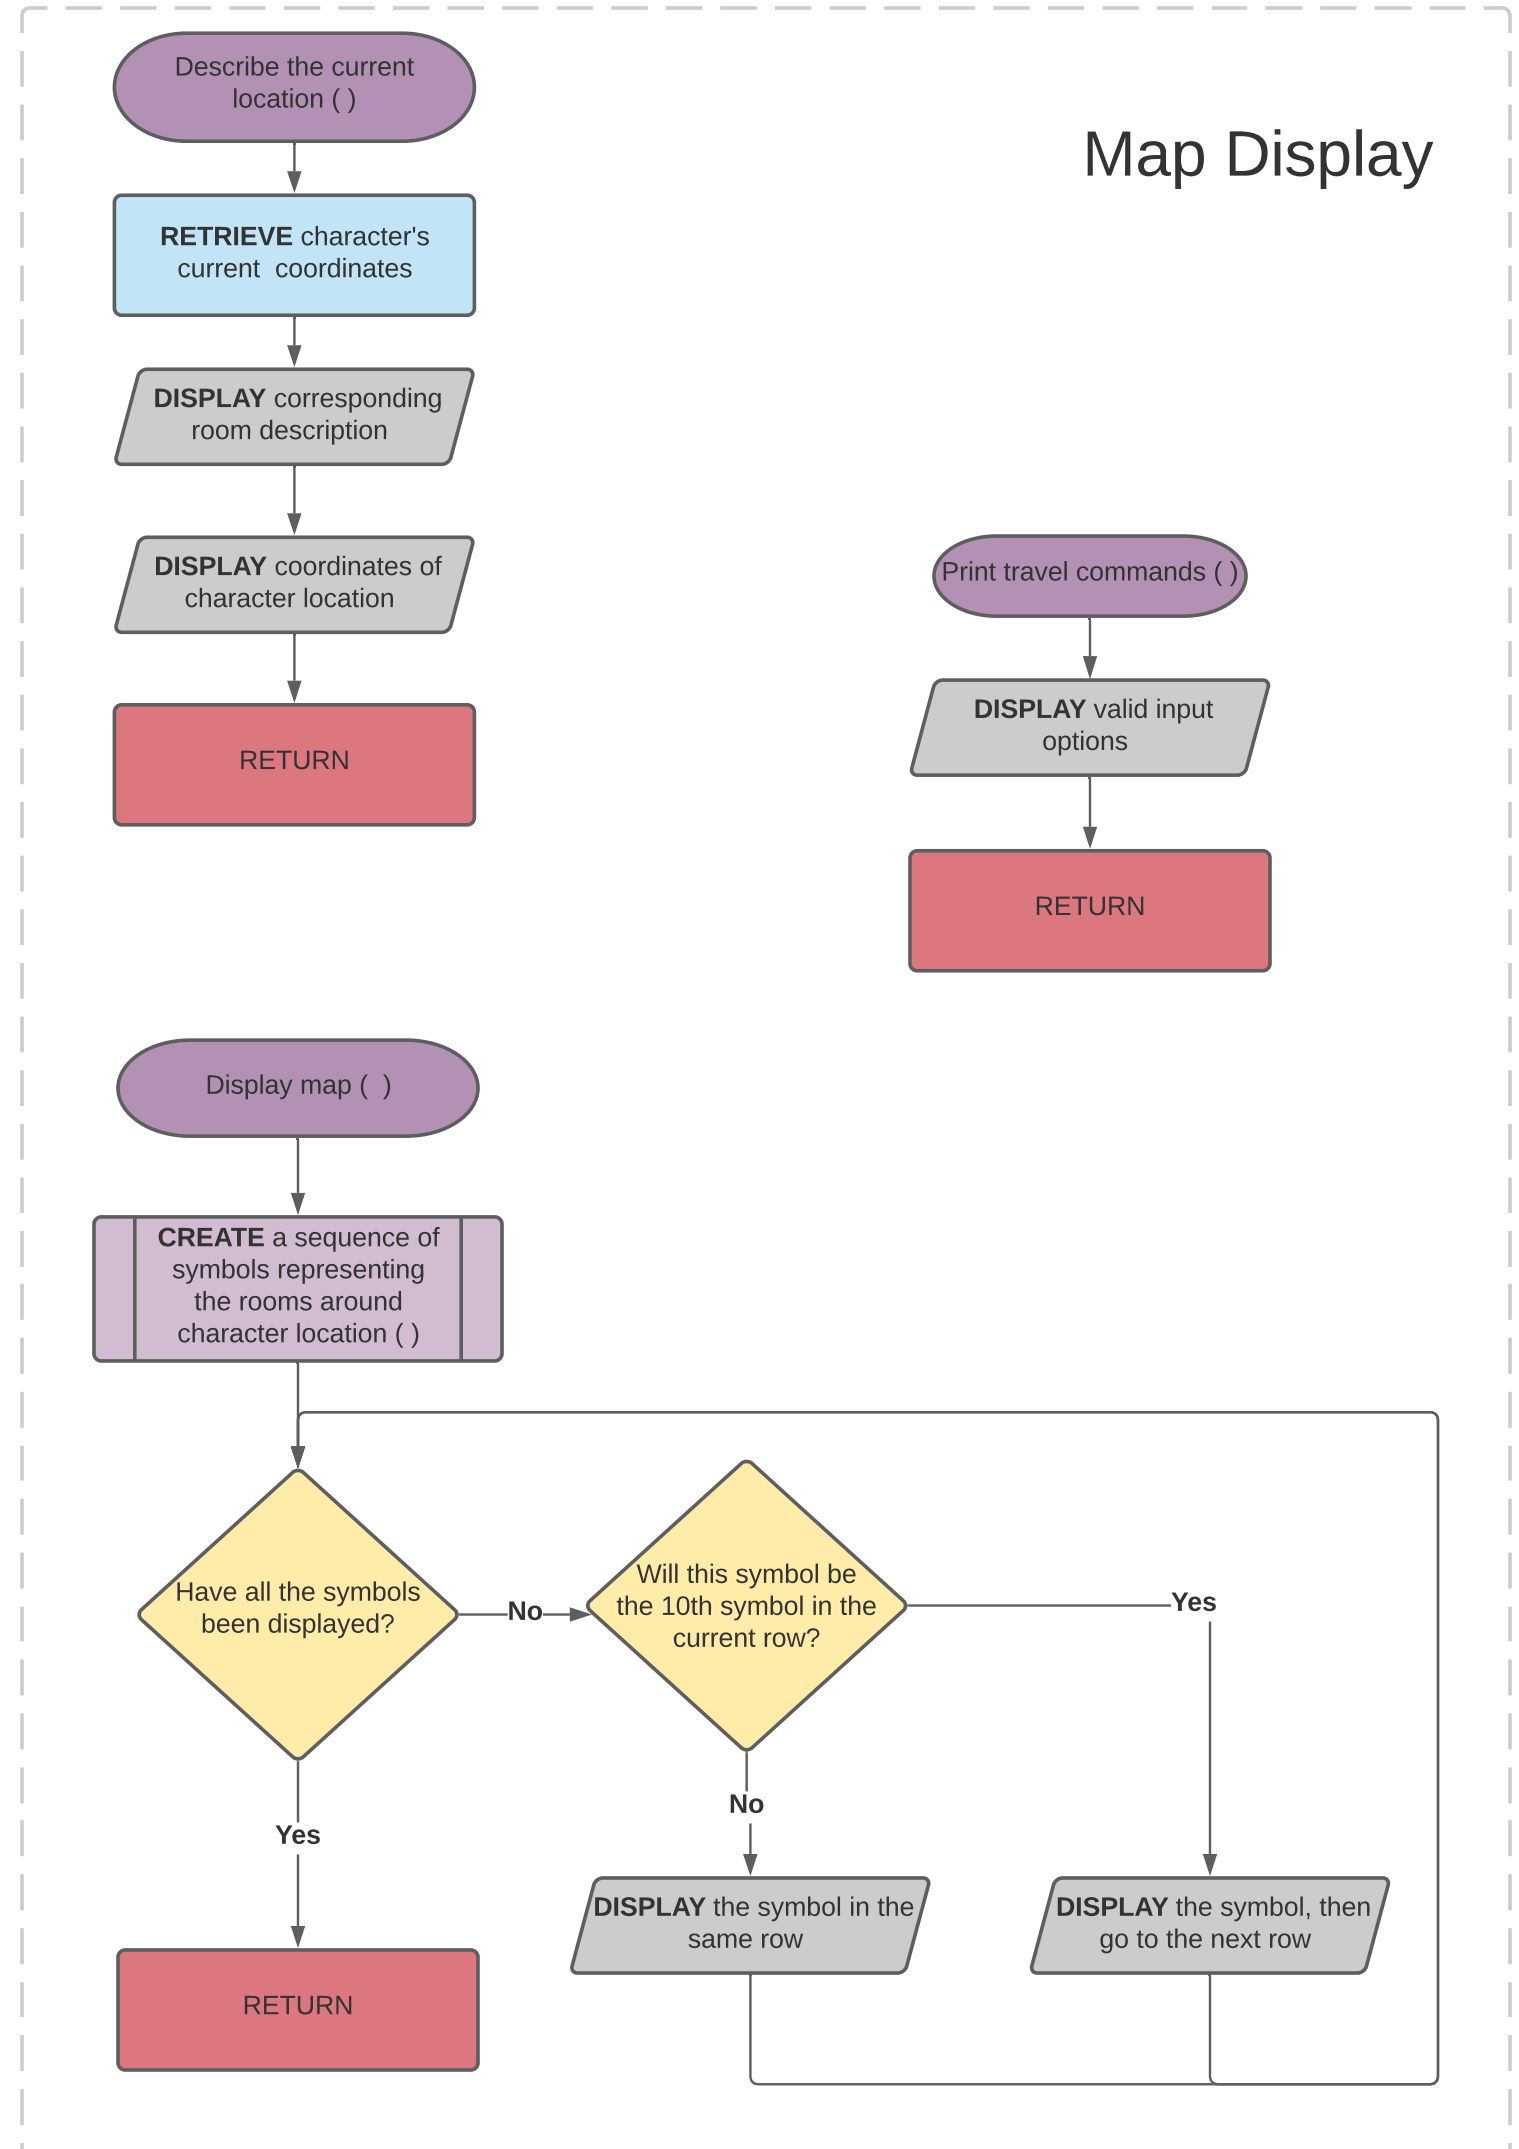 Describe the current
location ( )
Map Display
RETRIEVE character's
current  coordinates
DISPLAY corresponding
room description
DISPLAY coordinates of
character location
RETURN
Print travel commands ( )
DISPLAY valid input
options
RETURN
Display map (  )
CREATE a sequence of
symbols representing
the rooms around
character location ( )
Have all the symbols
been displayed?
No
Will this symbol be
the 10th symbol in the
current row?
Yes
No
Yes
DISPLAY the symbol in the
same row
DISPLAY the symbol, then
go to the next row
RETURN